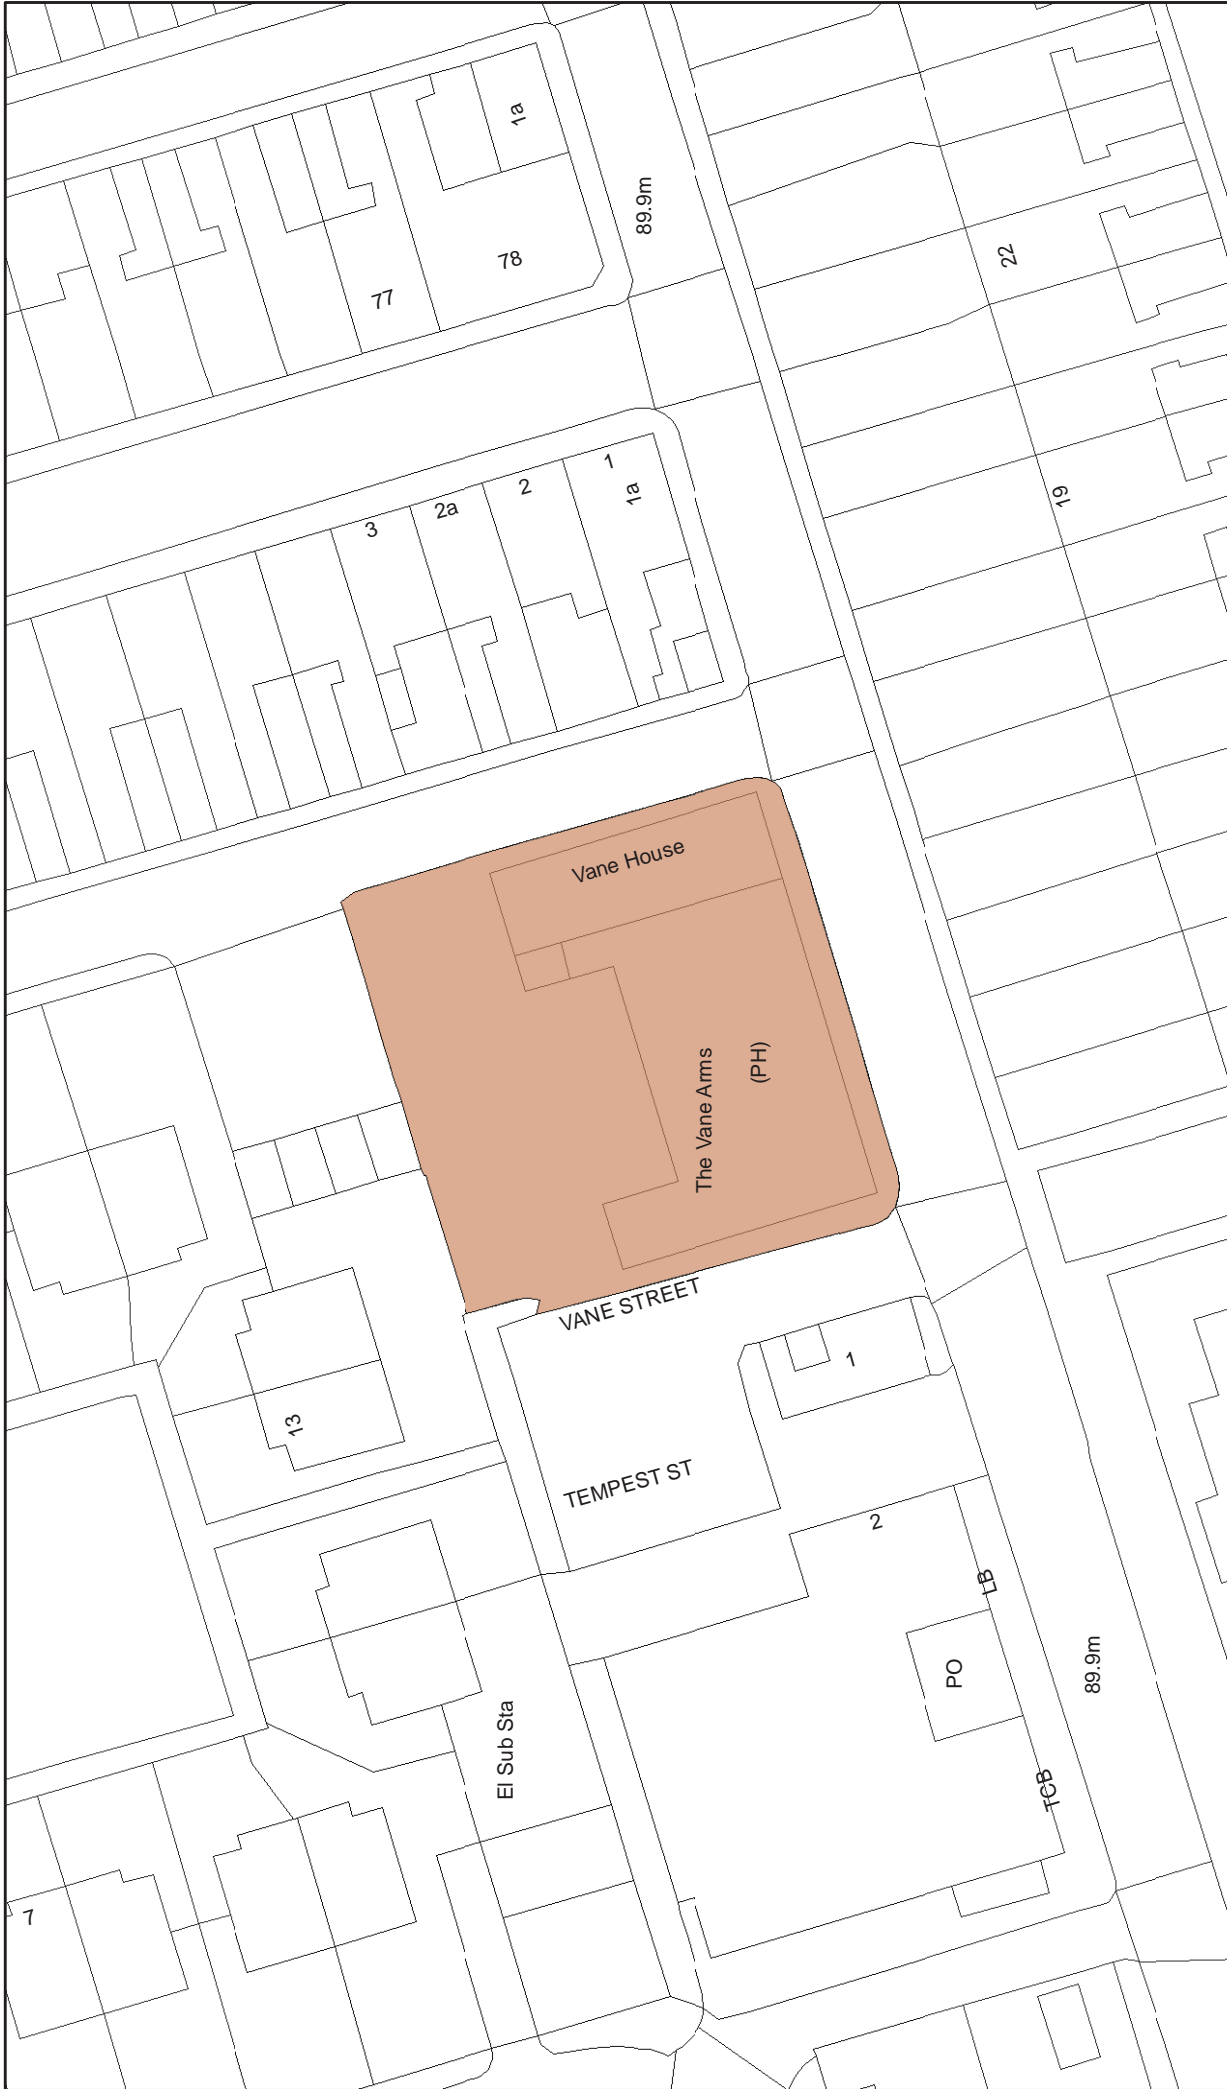 1a
89.9m
78
22
77
1
2
1a
2a
3
19
Vane House
The Vane Arms
(PH)
VANE STREET
1
13
TEMPEST ST
2
LB
PO
89.9m
El Sub Sta
TCB
7